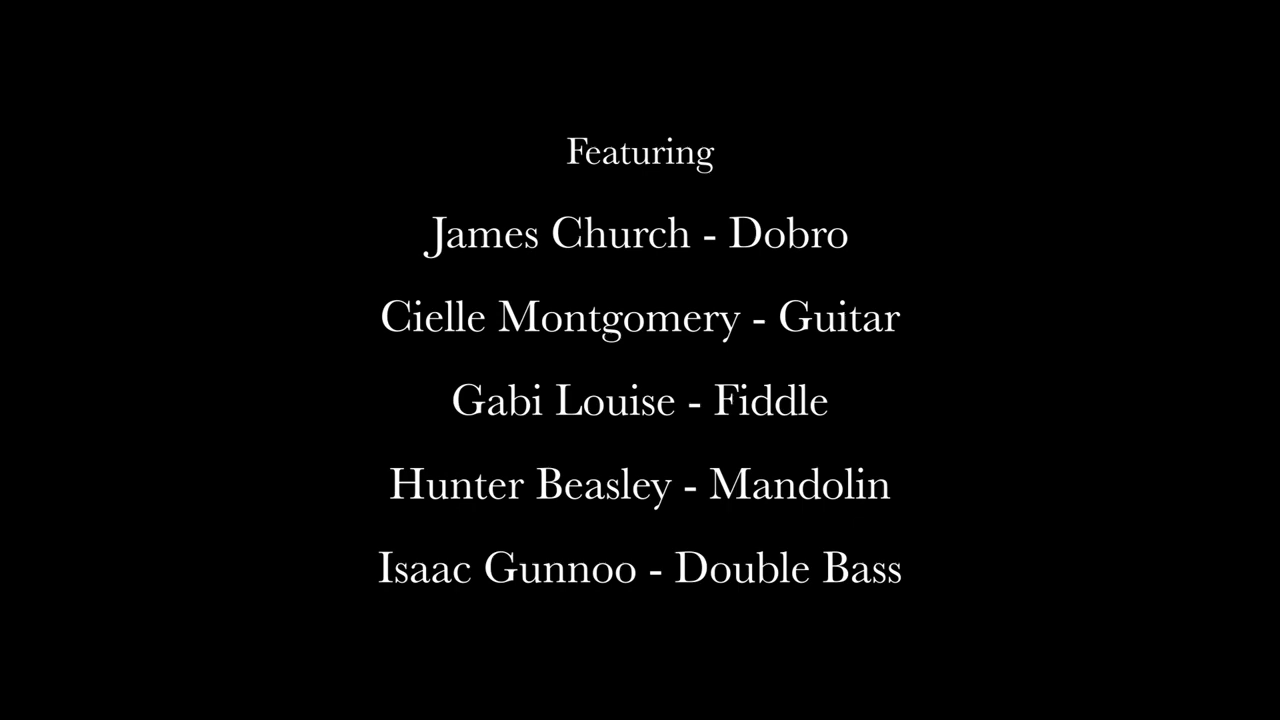 Featuring
James Church - Dobro
Cielle Montgomery - Guitar
Gabi Louise - Fiddle
Hunter Beasley - Mandolin
Isaac Gunnoo - Double Bass